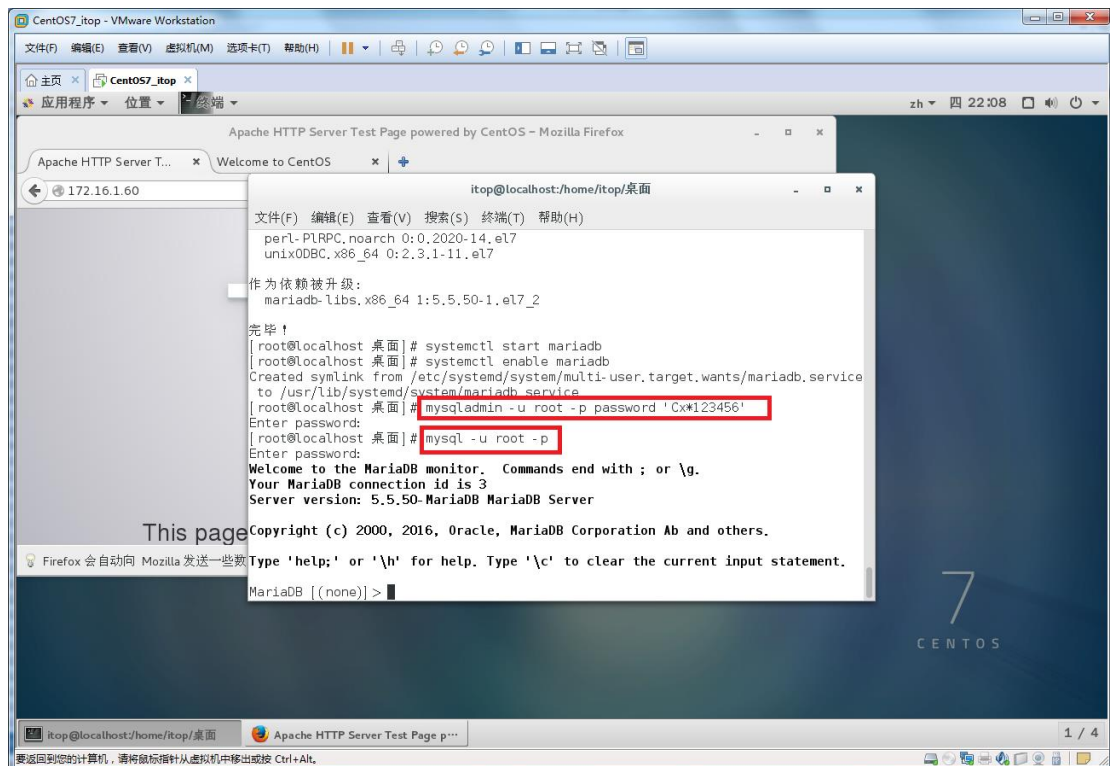 CentOS7_itop - VMware Workstation
文件(F) 编辑(E) 查看(V) 虚拟机(M) 选项卡(T) 帮助(H)
主页 CentOS7_itop
应用程序 位置 终端 zh 四 22:08
Apache HTTP Server Test Page powered by CentOS - Mozilla Firefox
Apache HTTP Server T... Welcome to CentOS
172.16.1.60
itop@localhost:/home/itop/桌面
文件(F) 编辑(E) 查看(V) 搜索(S) 终端(T) 帮助(H)
perl-PlRPC.noarch 0:0.2020-14.el7
unixODBC.x86_64 0:2.3.1-11.el7
作为依赖被升级:
mariadb-libs.x86_64 1:5.5.50-1.el7_2
完毕！
[root@localhost 桌面]# systemctl start mariadb
[root@localhost 桌面]# systemctl enable mariadb
Created symlink from /etc/systemd/system/multi-user.target.wants/mariadb.service
to /usr/lib/systemd/system/mariadb.service.
[root@localhost 桌面]# mysqladmin -u root -p password 'Cx*123456'
Enter password:
[root@localhost 桌面]# mysql -u root -p
Enter password:
Welcome to the MariaDB monitor.  Commands end with ; or \g.
Your MariaDB connection id is 3
Server version: 5.5.50-MariaDB MariaDB Server
Copyright (c) 2000, 2016, Oracle, MariaDB Corporation Ab and others.
Type 'help;' or '\h' for help. Type '\c' to clear the current input statement.
MariaDB [(none)]>
This page
Firefox 会自动向 Mozilla 发送一些数
7
CENTOS
itop@localhost:/home/itop/桌面 Apache HTTP Server Test Page p… 1 / 4
要返回到您的计算机，请将鼠标指针从虚拟机中移出或按 Ctrl+Alt。